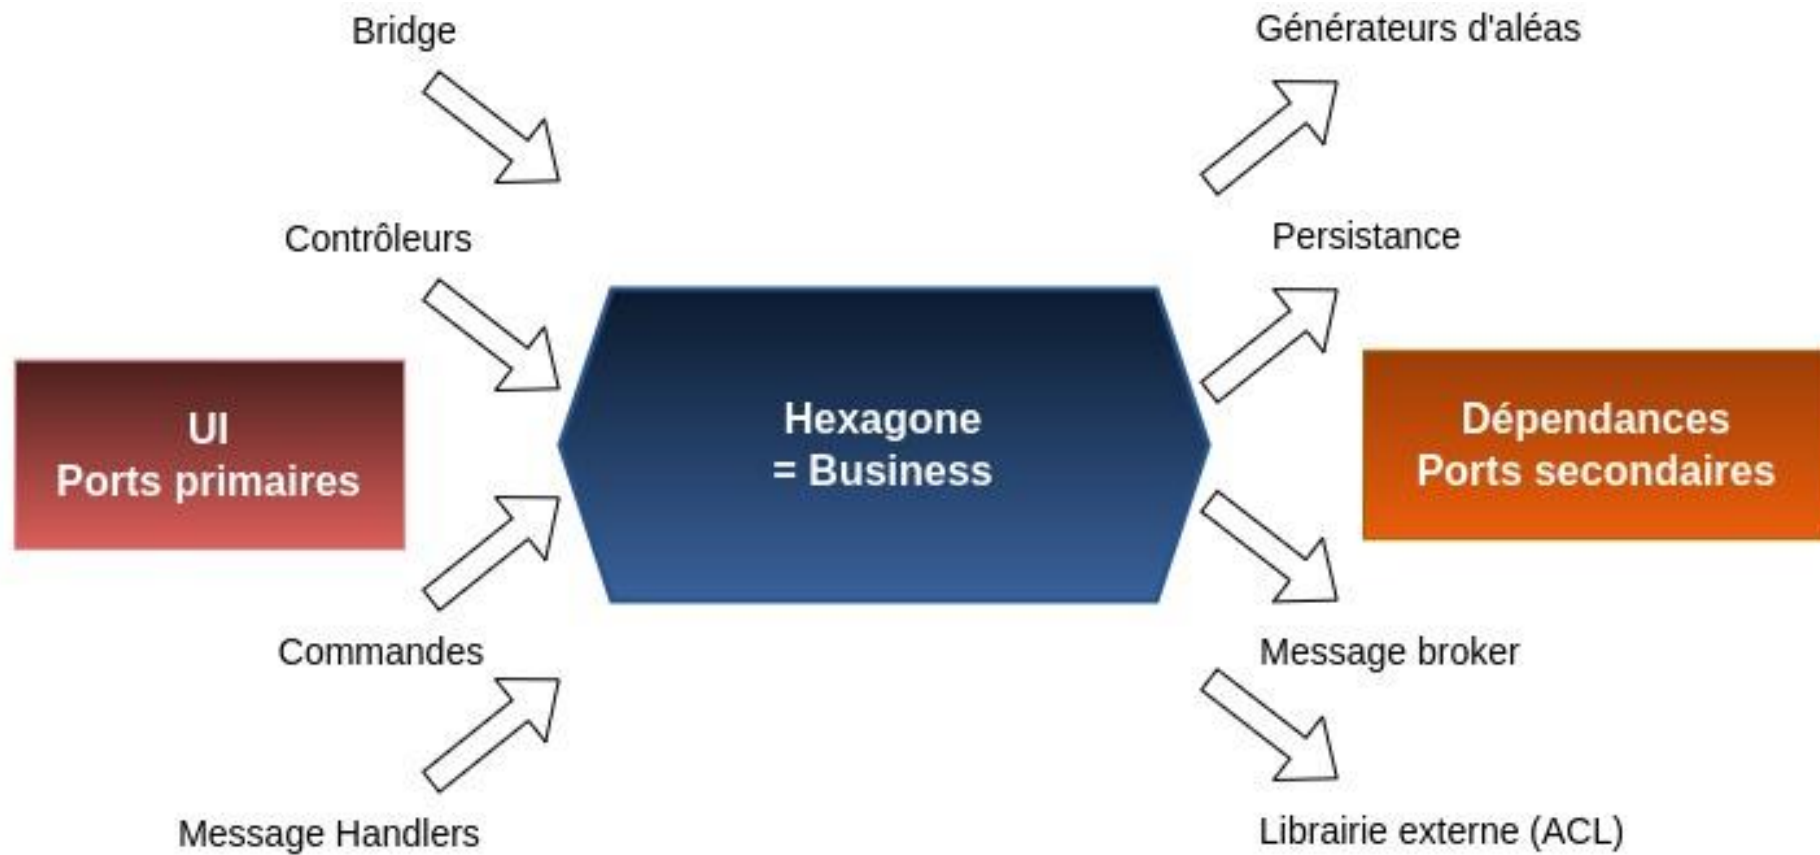 Bridge
Générateurs d'aléas
Contrôleurs
Persistance
UI
Ports primaires
Hexagone
= Business
Dépendances
Ports secondaires
Commandes
Message broker
Message Handlers
Librairie externe (ACL)